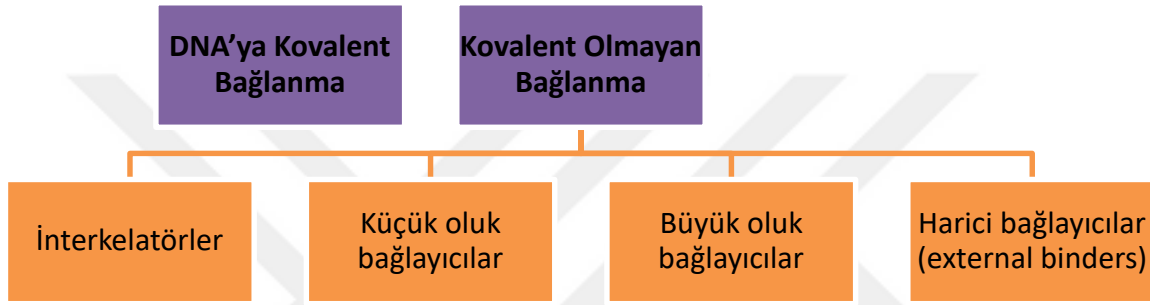 DNA’ya Kovalent
Bağlanma
Kovalent Olmayan
Bağlanma
İnterkelatörler
Küçük oluk
bağlayıcılar
Büyük oluk
bağlayıcılar
Harici bağlayıcılar
(external binders)